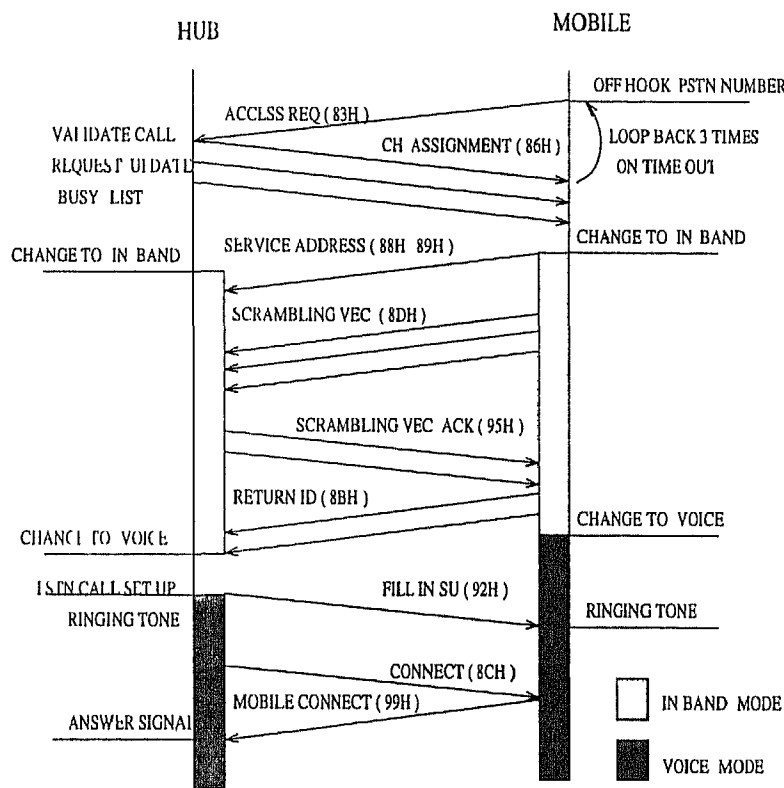 HUB
MOBILE
OFF HOOK PSTN NUMBER
ACCLSS REQ ( 83H )
VALIDATE CALL
CH ASSIGNMENT ( 86H )
LOOP BACK 3 TIMES
REQUEST UPDATE
ON TIME OUT
BUSY LIST
SERVICE ADDRESS ( 88H 89H )
CHANGE TO IN BAND
CHANGE TO IN BAND
SCRAMBLING VEC ( 8DH )
SCRAMBLING VEC ACK ( 95H )
RETURN ID ( 8BH )
CHANGE TO VOICE
CHANCE TO VOICE
PSTN CALL SET UP
FILL IN SU ( 92H )
RINGING TONE
RINGING TONE
CONNECT ( 8CH )
MOBILE CONNECT ( 99H )
IN BAND MODE
ANSWER SIGNAL
VOICE MODE